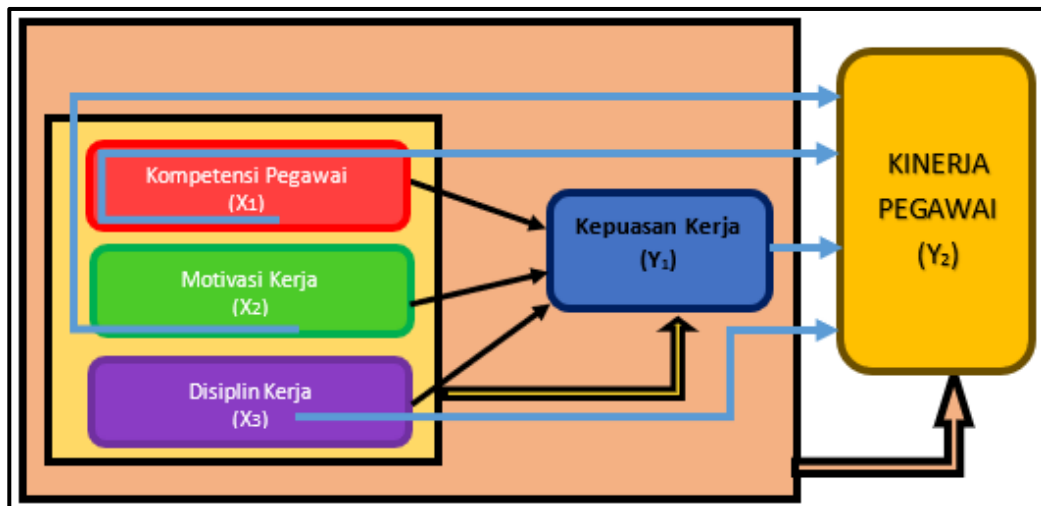 Kompetensi Pegawai
(X1)
Motivasi Kerja
(X2)
Disiplin Kerja
(X3)
Kepuasan Kerja
(Y₁)
KINERJA
PEGAWAI
(Y₂)